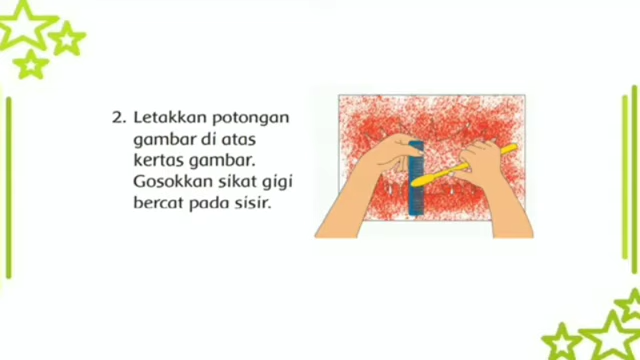 2. Letakkan potongan
gambar di atas
kertas gambar.
Gosokkan sikat gigi
bercat pada sisir.